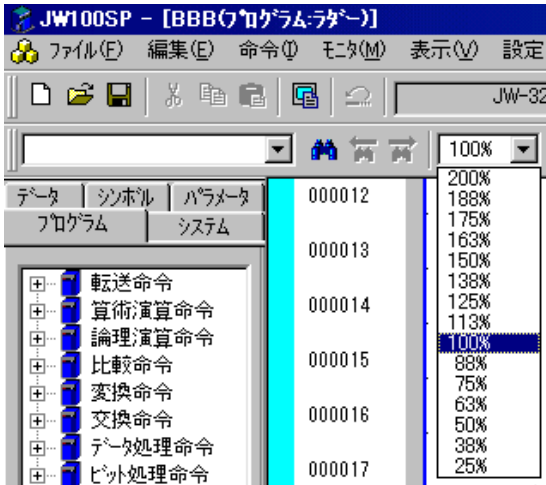 JW100SP - [BBB(ﾌﾟﾛｸﾞﾗﾑ:ﾗﾀﾞｰ)]
ﾌｧｲﾙ(F) 編集(E) 命令(I) ﾓﾆﾀ(M) 表示(V) 設定
JW-32
100%
ﾃﾞｰﾀ ｼﾝﾎﾞﾙ ﾊﾟﾗﾒｰﾀ
ﾌﾟﾛｸﾞﾗﾑ ｼｽﾃﾑ
転送命令
算術演算命令
論理演算命令
比較命令
変換命令
交換命令
ﾃﾞｰﾀ処理命令
ﾋﾞｯﾄ処理命令
000012
000013
000014
000015
000016
000017
200%
188%
175%
163%
150%
138%
125%
113%
100%
88%
75%
63%
50%
38%
25%